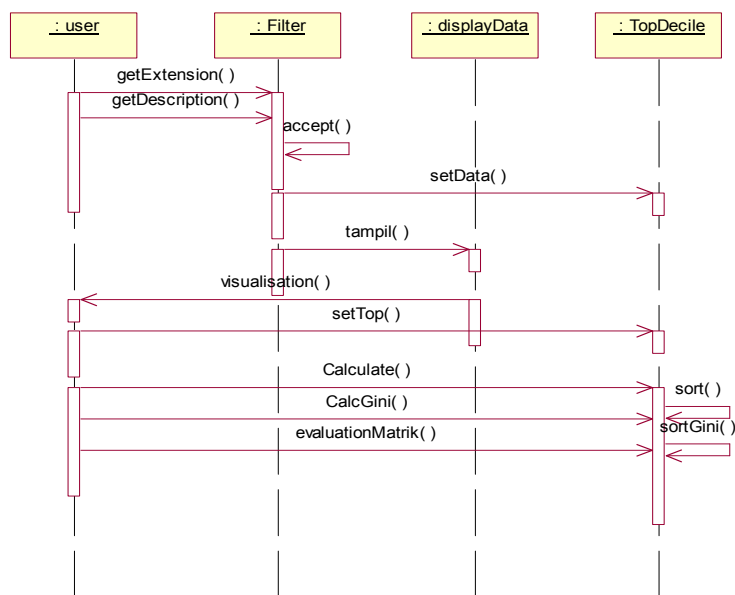 : user
: Filter
: displayData
: TopDecile
getExtension( )
getDescription( )
accept( )
setData( )
tampil( )
visualisation( )
setTop( )
Calculate( )
sort( )
CalcGini( )
sortGini( )
evaluationMatrik( )